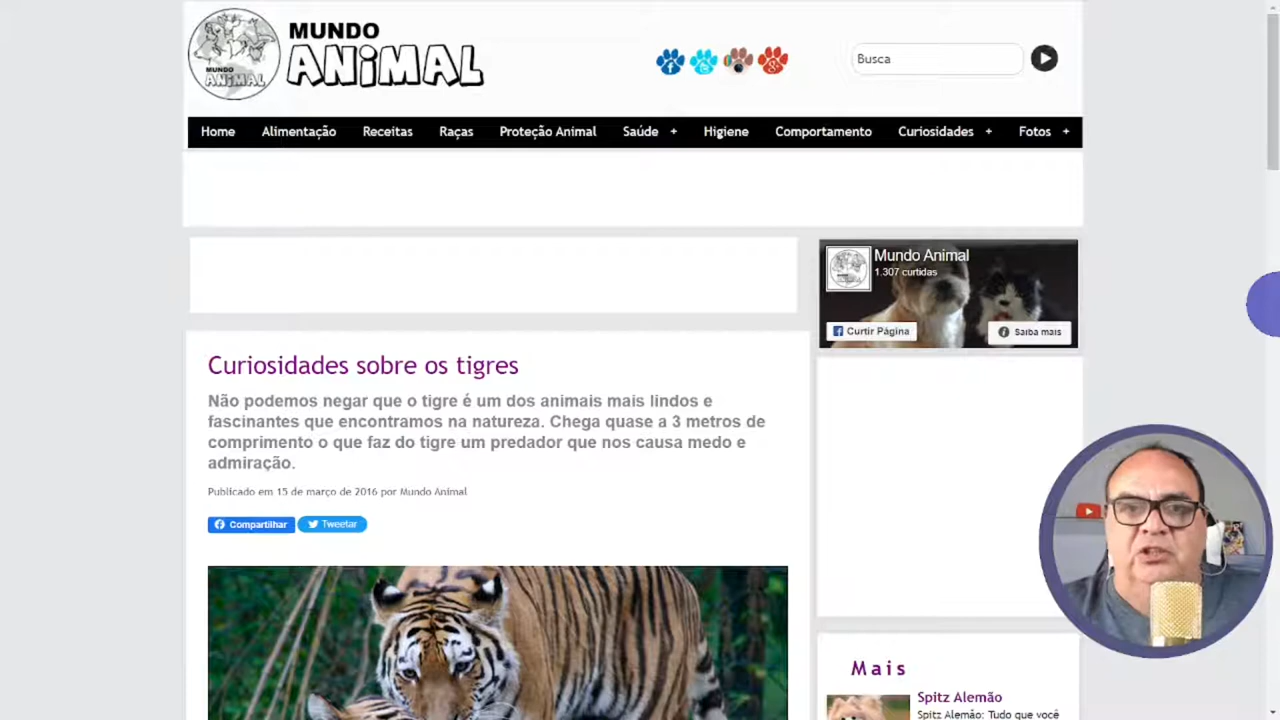 MUNDO
ANiMAL
MUNDO
ANiMAL
Busca
Home Alimentação Receitas Raças Proteção Animal Saúde + Higiene Comportamento Curiosidades + Fotos +
Mundo Animal
1.307 curtidas
Curtir Página
Saiba mais
Curiosidades sobre os tigres
Não podemos negar que o tigre é um dos animais mais lindos e
fascinantes que encontramos na natureza. Chega quase a 3 metros de
comprimento o que faz do tigre um predador que nos causa medo e
admiração.
Publicado em 15 de março de 2016 por Mundo Animal
Compartilhar Tweetar
Mais
Spitz Alemão
Spitz Alemão: Tudo que você